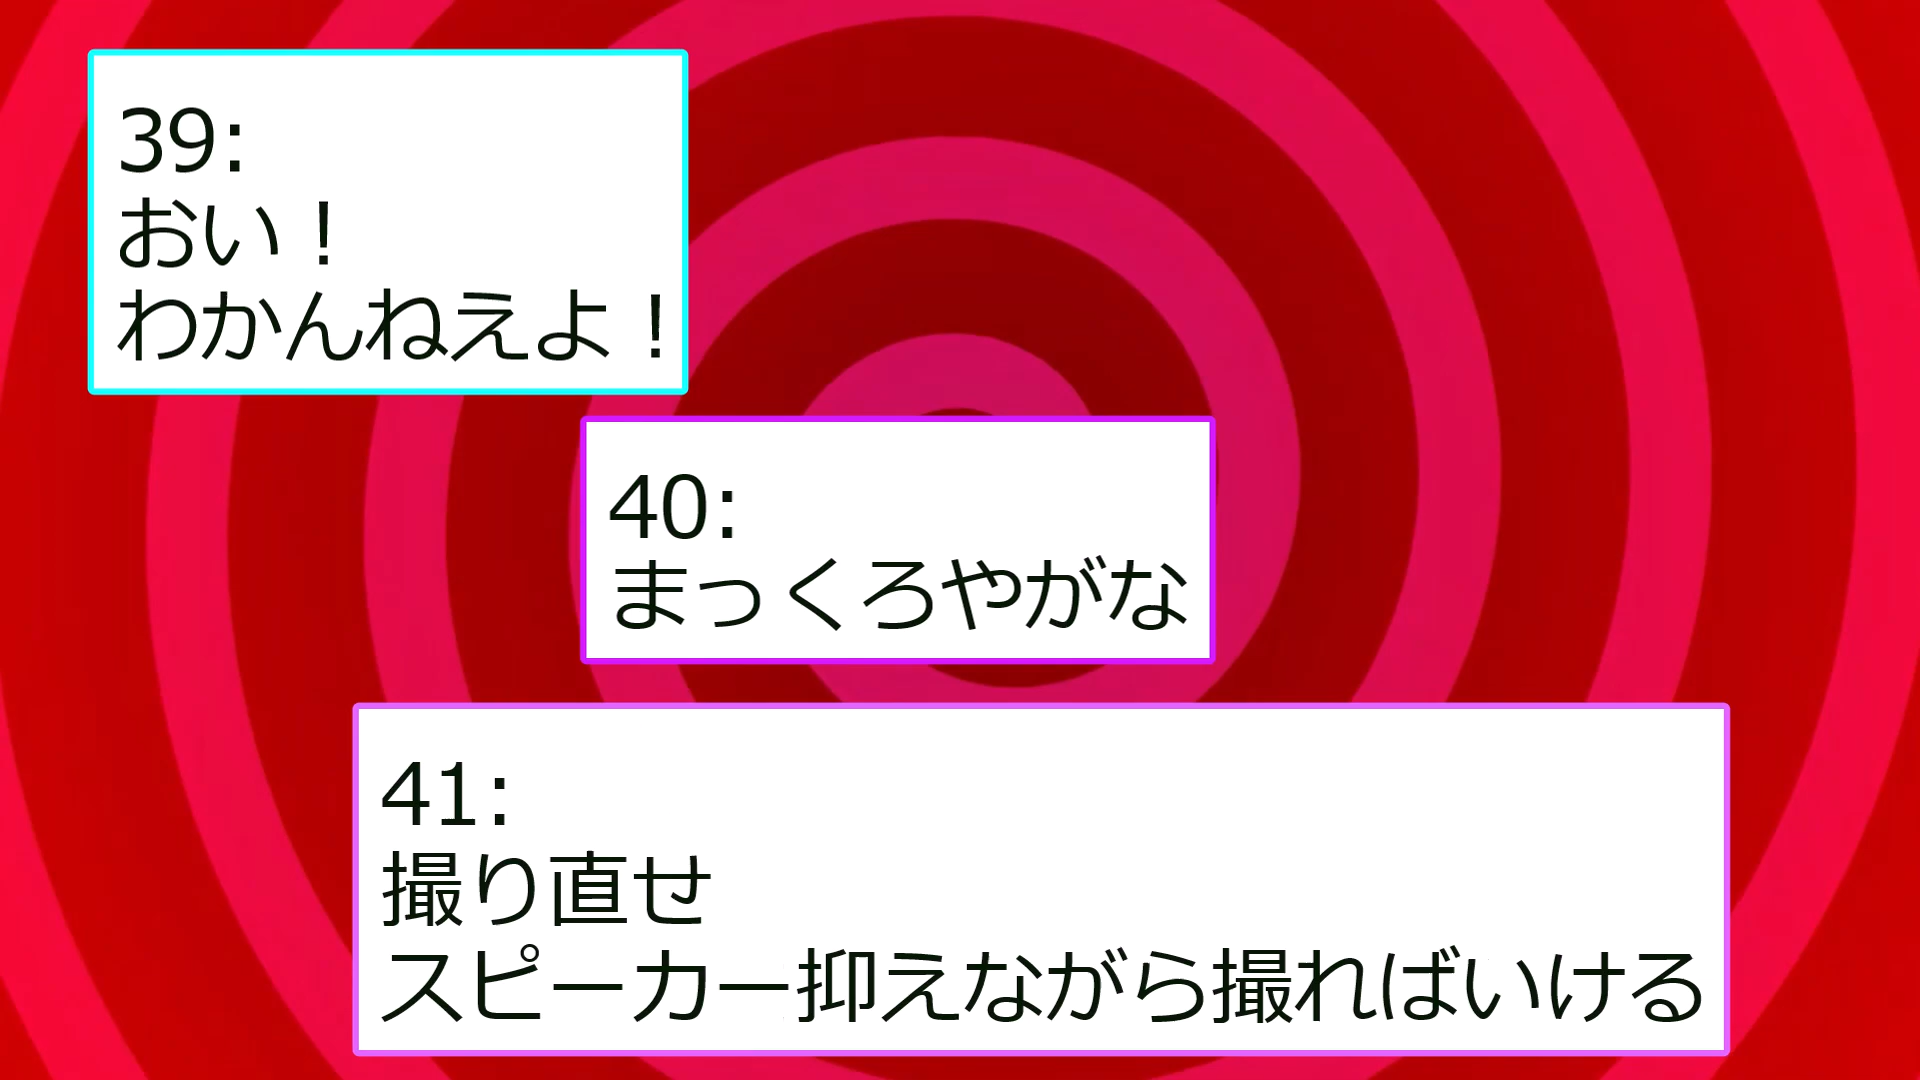 39:
おい！
わかんねえよ！
40:
まっくろやがな
41:
撮り直せ
スピーカー抑えながら撮ればいける